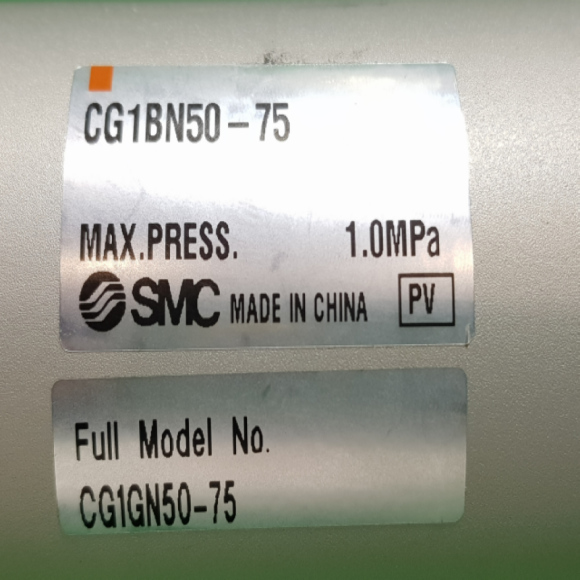 CG1BN50-75
MAX.PRESS. 1.0MPa
SMC MADE IN CHINA PV
Full Model No.
CG1GN50-75